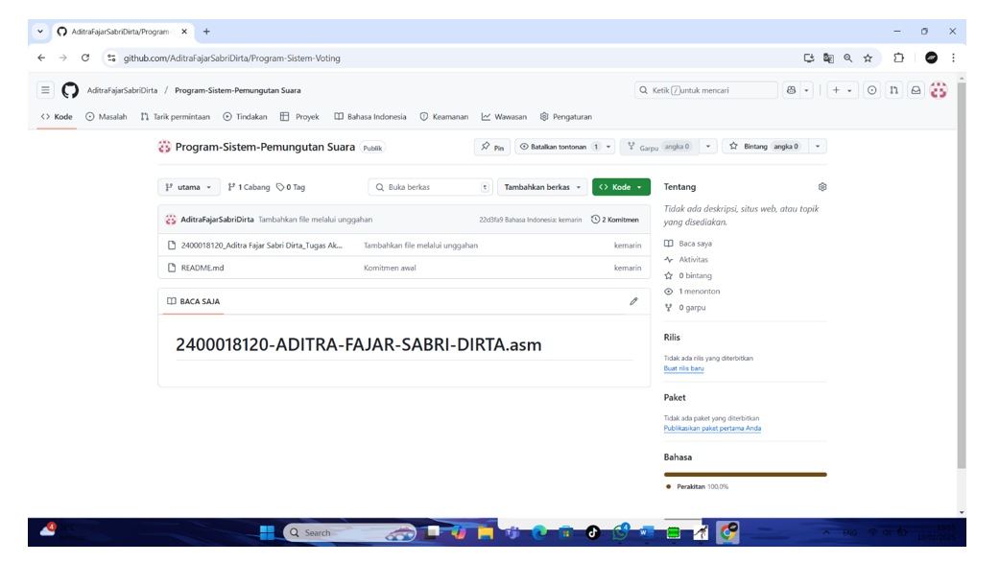 AditraFajarSabriDirta/Program-
github.com/AditraFajarSabriDirta/Program-Sistem-Voting
AditraFajarSabriDirta / Program-Sistem-Pemungutan Suara
Ketik / untuk mencari
Kode Masalah Tarik permintaan Tindakan Proyek Bahasa Indonesia Keamanan Wawasan Pengaturan
Program-Sistem-Pemungutan Suara Publik
Pin Batalkan tontonan 1 Garpu angka 0 Bintang angka 0
utama 1 Cabang 0 Tag Buka berkas t Tambahkan berkas Kode
AditraFajarSabriDirta Tambahkan file melalui unggahan 22d3fa9 Bahasa Indonesia: kemarin 2 Komitmen
2400018120_Aditra Fajar Sabri Dirta_Tugas Ak... Tambahkan file melalui unggahan kemarin
README.md Komitmen awal kemarin
BACA SAJA
2400018120-ADITRA-FAJAR-SABRI-DIRTA.asm
Tentang
Tidak ada deskripsi, situs web, atau topik
yang disediakan.
Baca saya
Aktivitas
0 bintang
1 menonton
0 garpu
Rilis
Tidak ada rilis yang diterbitkan
Buat rilis baru
Paket
Tidak ada paket yang diterbitkan
Publikasikan paket pertama Anda
Bahasa
Perakitan 100,0%
4
Search
ENG